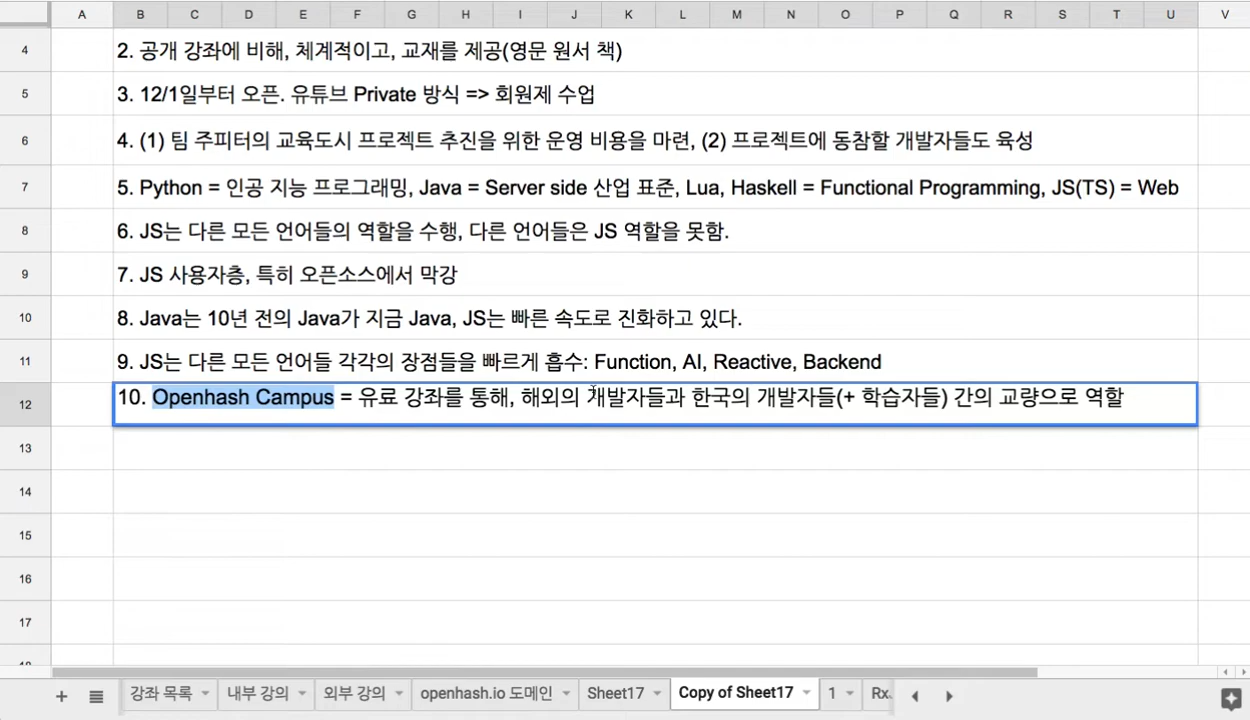 A B C D E F G H I J K L M N O P Q R S T U V
4 2. 공개 강좌에 비해, 체계적이고, 교재를 제공(영문 원서 책)
5 3. 12/1일부터 오픈. 유튜브 Private 방식 => 회원제 수업
6 4. (1) 팀 주피터의 교육도시 프로젝트 추진을 위한 운영 비용을 마련, (2) 프로젝트에 동참할 개발자들도 육성
7 5. Python = 인공 지능 프로그래밍, Java = Server side 산업 표준, Lua, Haskell = Functional Programming, JS(TS) = Web
8 6. JS는 다른 모든 언어들의 역할을 수행, 다른 언어들은 JS 역할을 못함.
9 7. JS 사용자층, 특히 오픈소스에서 막강
10 8. Java는 10년 전의 Java가 지금 Java, JS는 빠른 속도로 진화하고 있다.
11 9. JS는 다른 모든 언어들 각각의 장점들을 빠르게 흡수: Function, AI, Reactive, Backend
12 10. Openhash Campus = 유료 강좌를 통해, 해외의 개발자들과 한국의 개발자들(+ 학습자들) 간의 교량으로 역할
13
14
15
16
17
강좌 목록 내부 강의 외부 강의 openhash.io 도메인 Sheet17 Copy of Sheet17 1 Rx.